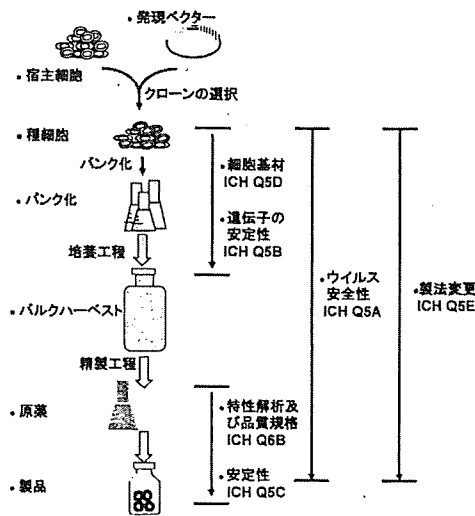 ・発現ベクター
・宿主細胞
クローンの選択
・種細胞
バンク化
・バンク化
培養工程
・バルクハーベスト
精製工程
・原薬
・製品
・細胞基材
ICH Q5D
・遺伝子の
安定性
ICH Q5B
・特性解析及
び品質規格
ICH Q6B
・安定性
ICH Q5C
・ウイルス
安全性
ICH Q5A
・製法変更
ICH Q5E